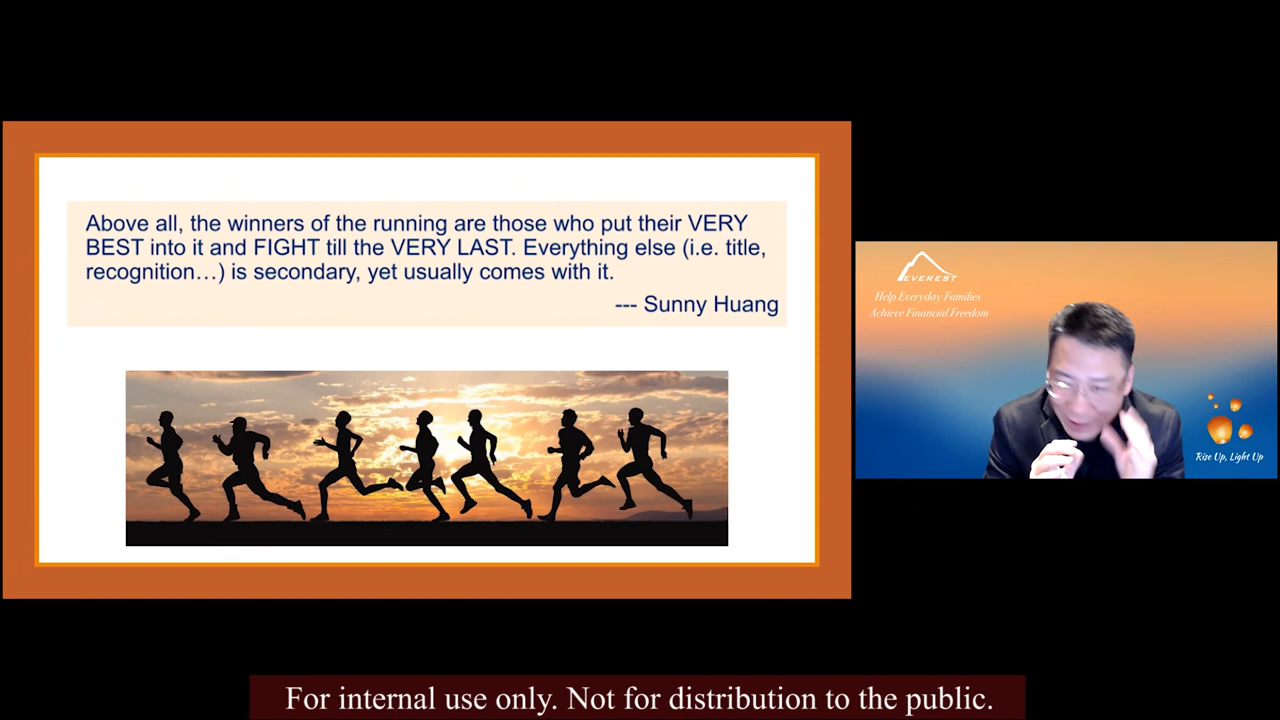 Above all, the winners of the running are those who put their VERY
BEST into it and FIGHT till the VERY LAST. Everything else (i.e. title,
recognition…) is secondary, yet usually comes with it.
--- Sunny Huang
EVEREST
Help Everyday Families
Achieve Financial Freedom
Rise Up, Light Up
For internal use only. Not for distribution to the public.